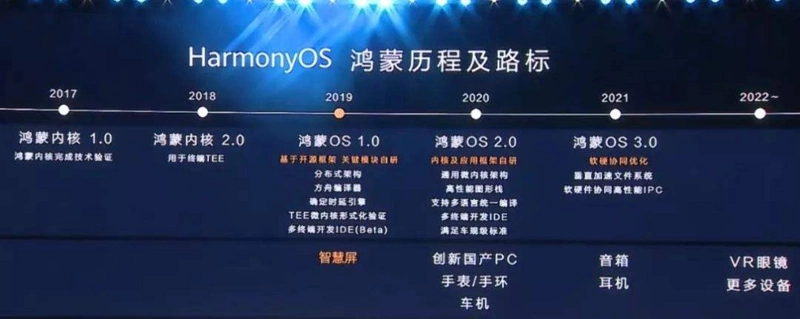 HarmonyOS 鸿蒙历程及路标
2017
2018
2019
2020
2021
2022~
鸿蒙内核 1.0
鸿蒙内核完成技术验证
鸿蒙内核 2.0
用于终端TEE
鸿蒙OS 1.0
基于开源框架 关键模块自研
分布式架构
方舟编译器
确定时延引擎
TEE微内核形式化验证
多终端开发IDE(Beta)
智慧屏
鸿蒙OS 2.0
内核及应用框架自研
通用微内核架构
高性能图形栈
支持多语言统一编译
多终端开发IDE
满足车规级标准
创新国产PC
手表/手环
车机
鸿蒙OS 3.0
软硬协同优化
垂直加速文件系统
软硬件协同高性能IPC
音箱
耳机
VR眼镜
更多设备